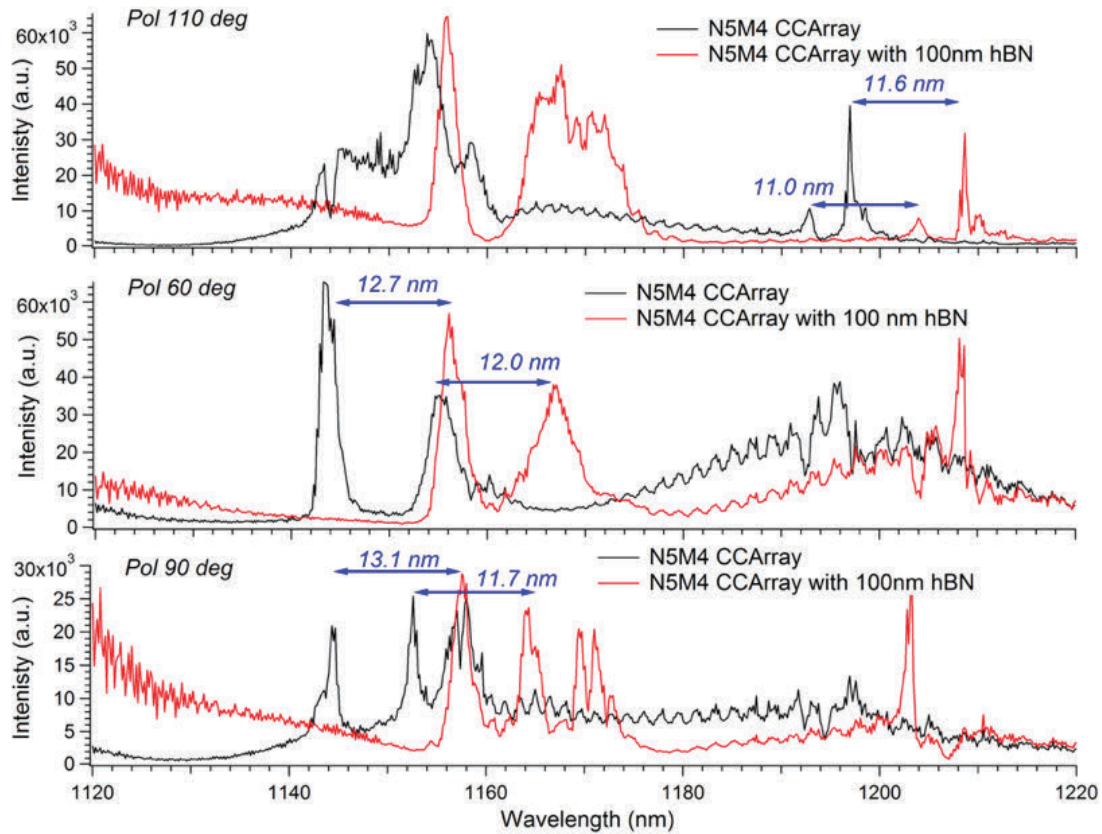 Pol 110 deg
N5M4 CCArray
N5M4 CCArray with 100nm hBN
11.6 nm
11.0 nm
60x10³
50
40
30
20
10
0
Intenisty (a.u.)
Pol 60 deg
N5M4 CCArray
N5M4 CCArray with 100 nm hBN
12.7 nm
12.0 nm
60x10³
50
40
30
20
10
0
Intenisty (a.u.)
Pol 90 deg
N5M4 CCArray
N5M4 CCArray with 100nm hBN
13.1 nm
11.7 nm
30x10³
25
20
15
10
5
0
Intenisty (a.u.)
1120 1140 1160 1180 1200 1220
Wavelength (nm)